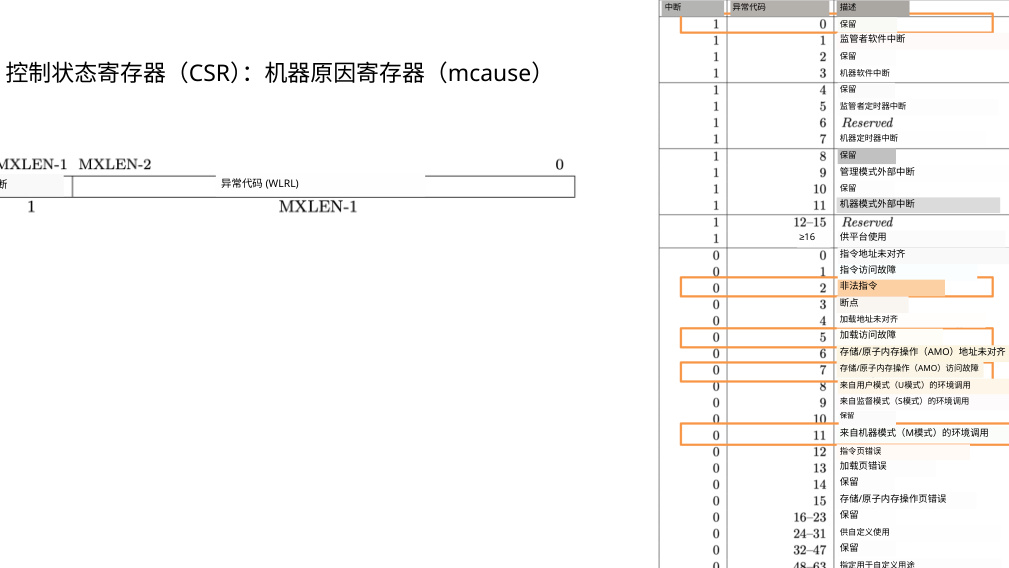 控制状态寄存器（CSR）：机器原因寄存器（mcause）
MXLEN-1 MXLEN-2 0
断 异常代码 (WLRL)
1 MXLEN-1
中断 异常代码 描述
1 0 保留
1 1 监管者软件中断
1 2 保留
1 3 机器软件中断
1 4 保留
1 5 监管者定时器中断
1 6 Reserved
1 7 机器定时器中断
1 8 保留
1 9 管理模式外部中断
1 10 保留
1 11 机器模式外部中断
1 12–15 Reserved
1 ≥16 供平台使用
0 0 指令地址未对齐
0 1 指令访问故障
0 2 非法指令
0 3 断点
0 4 加载地址未对齐
0 5 加载访问故障
0 6 存储/原子内存操作（AMO）地址未对齐
0 7 存储/原子内存操作（AMO）访问故障
0 8 来自用户模式（U模式）的环境调用
0 9 来自监督模式（S模式）的环境调用
0 10 保留
0 11 来自机器模式（M模式）的环境调用
0 12 指令页错误
0 13 加载页错误
0 14 保留
0 15 存储/原子内存操作页错误
0 16–23 保留
0 24–31 供自定义使用
0 32–47 保留
0 48–63 指定用于自定义用途